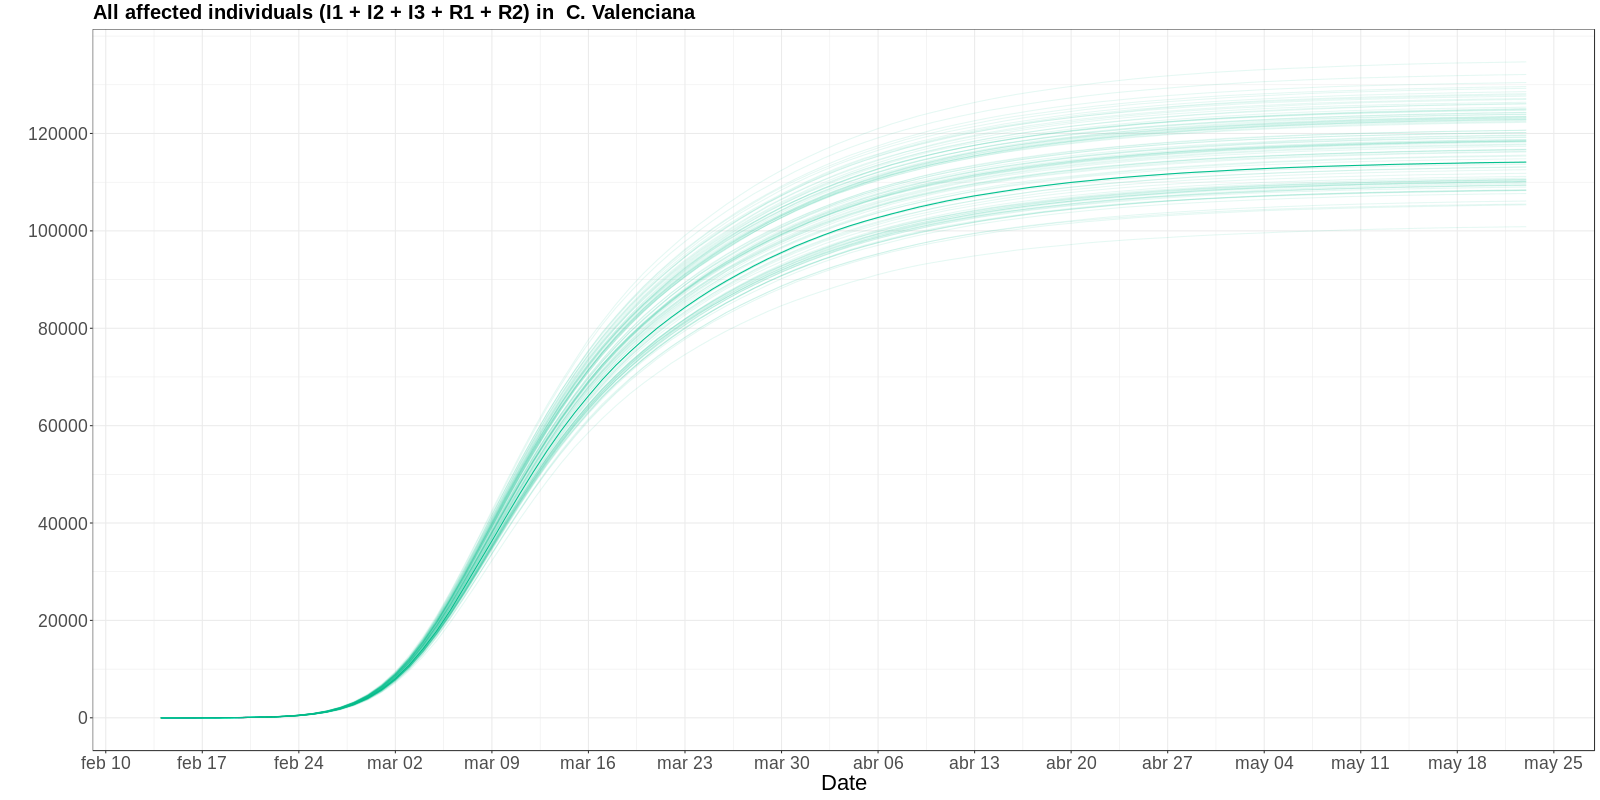 All affected individuals (I1 + I2 + I3 + R1 + R2) in  C. Valenciana
120000
100000
80000
60000
40000
20000
0
feb 10 feb 17 feb 24 mar 02 mar 09 mar 16 mar 23 mar 30 abr 06 abr 13 abr 20 abr 27 may 04 may 11 may 18 may 25
Date